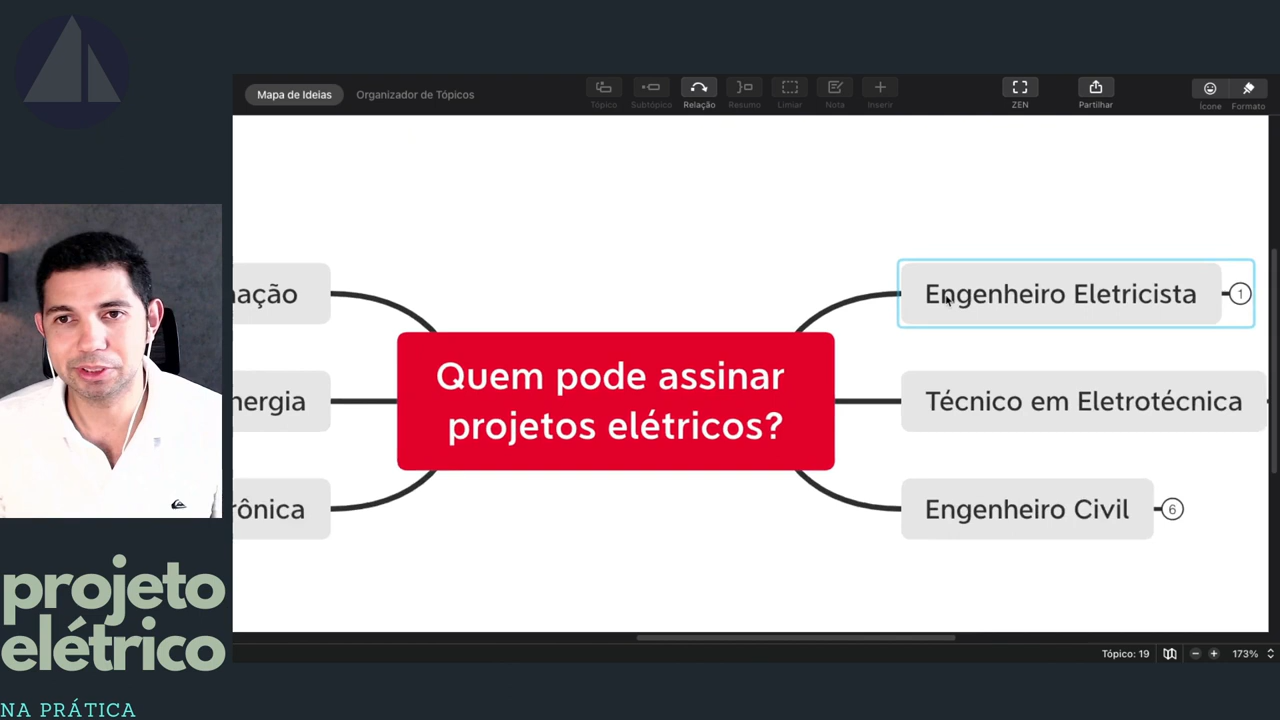 Mapa de Ideias
Organizador de Tópicos
Tópico
Subtópico
Relação
Resumo
Limiar
Nota
Inserir
ZEN
Partilhar
Ícone
Formato
nação
nergia
rônica
Quem pode assinar
projetos elétricos?
Engenheiro Eletricista
1
Técnico em Eletrotécnica
Engenheiro Civil
6
projeto
elétrico
NA PRÁTICA
Tópico: 19
173%